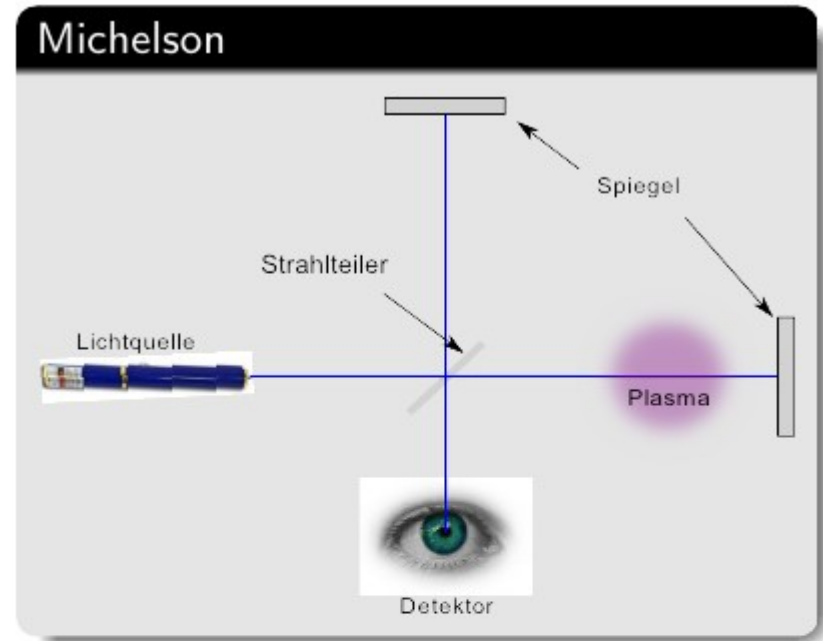 Michelson
Spiegel
Strahlteiler
Lichtquelle
Plasma
Detektor